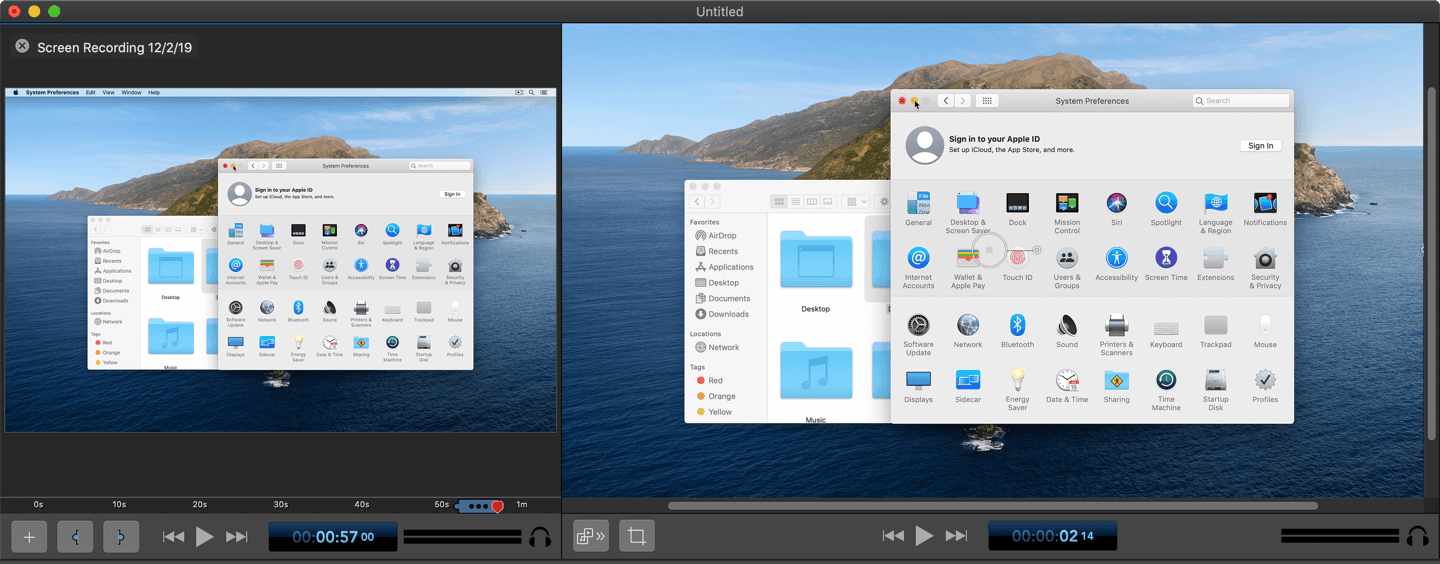 Untitled
Screen Recording 12/2/19
System Preferences Edit View Window Help
System Preferences
Search
Sign in to your Apple ID
Set up iCloud, the App Store, and more.
Sign In
General
Desktop &
Screen Saver
Dock
Mission
Control
Siri
Spotlight
Language
& Region
Notifications
Internet
Accounts
Wallet &
Apple Pay
Touch ID
Users &
Groups
Accessibility
Screen Time
Extensions
Security
& Privacy
Software
Update
Network
Bluetooth
Sound
Printers &
Scanners
Keyboard
Trackpad
Mouse
Displays
Sidecar
Energy
Saver
Date & Time
Sharing
Time
Machine
Startup
Disk
Profiles
Favorites
AirDrop
Recents
Applications
Desktop
Documents
Downloads
Locations
Network
Tags
Red
Orange
Yellow
Desktop
Music
0s 10s 20s 30s 40s 50s 1m
00:00:57 00
System Preferences
Search
Sign in to your Apple ID
Set up iCloud, the App Store, and more.
Sign In
General
Desktop &
Screen Saver
Dock
Mission
Control
Siri
Spotlight
Language
& Region
Notifications
Internet
Accounts
Wallet &
Apple Pay
Touch ID
Users &
Groups
Accessibility
Screen Time
Extensions
Security
& Privacy
Software
Update
Network
Bluetooth
Sound
Printers &
Scanners
Keyboard
Trackpad
Mouse
Displays
Sidecar
Energy
Saver
Date & Time
Sharing
Time
Machine
Startup
Disk
Profiles
Favorites
AirDrop
Recents
Applications
Desktop
Documents
Downloads
Locations
Network
Tags
Red
Orange
Yellow
Desktop
Music
00:00:02 14